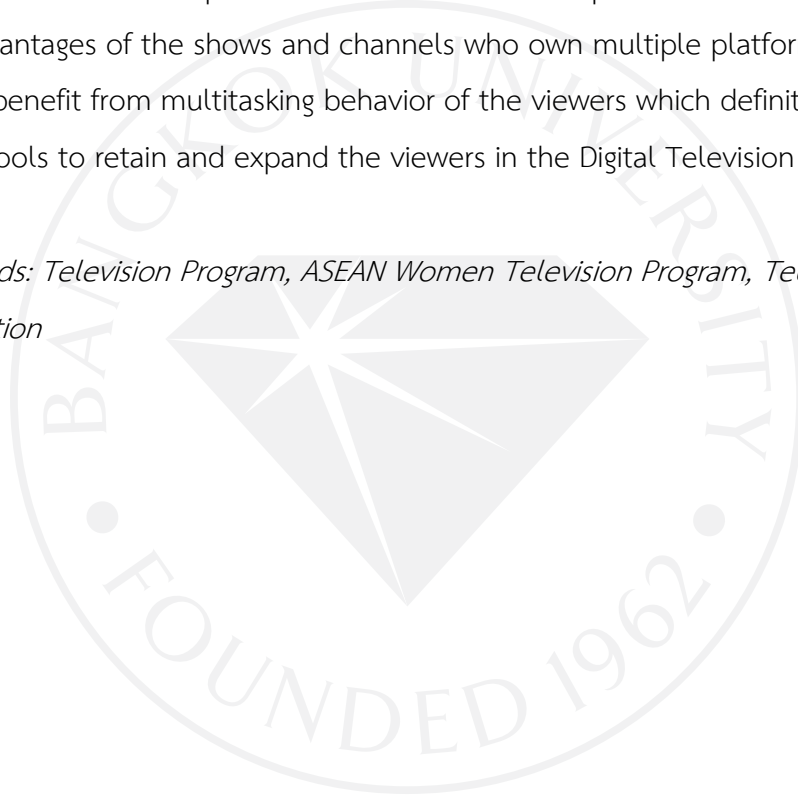 antages of the shows and channels who own multiple platfor
benefit from multitasking behavior of the viewers which definit
ools to retain and expand the viewers in the Digital Television
ds: Television Program, ASEAN Women Television Program, Te
tion
BANGKOK UNIVERSITY
FOUNDED 1962